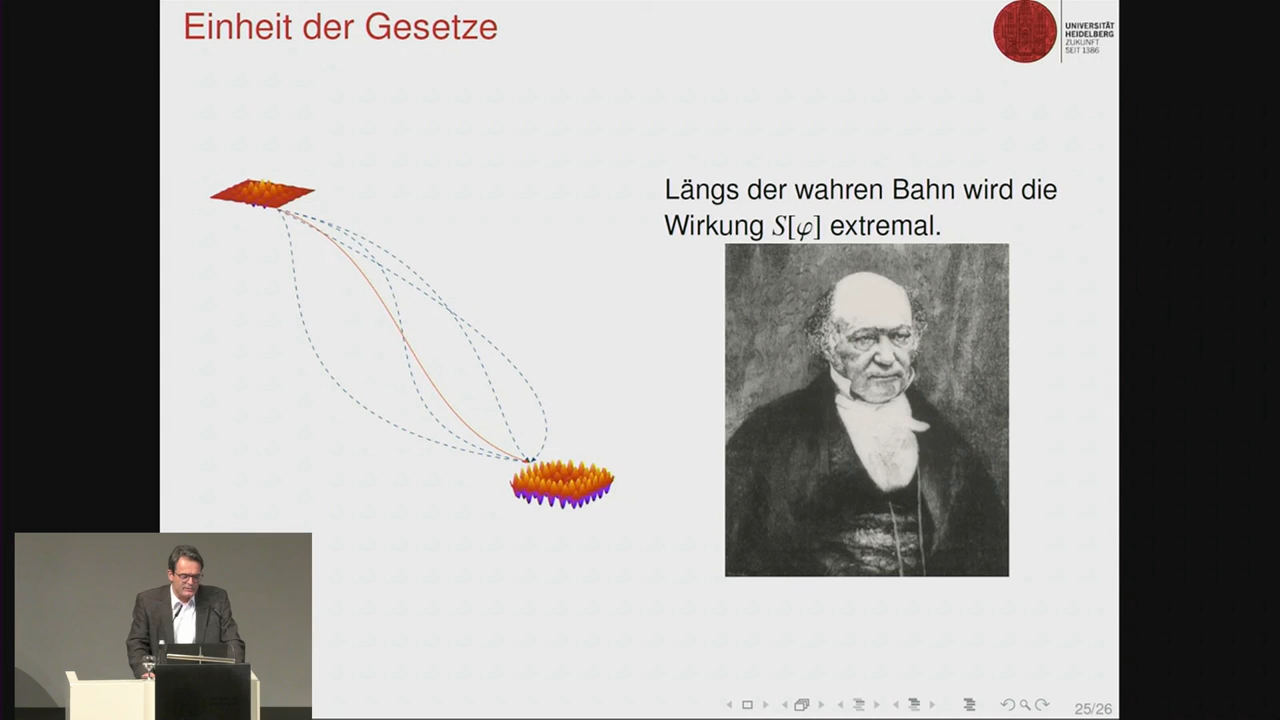 Einheit der Gesetze
UNIVERSITÄT
HEIDELBERG
ZUKUNFT
SEIT 1386
Längs der wahren Bahn wird die
Wirkung S[φ] extremal.
25/26